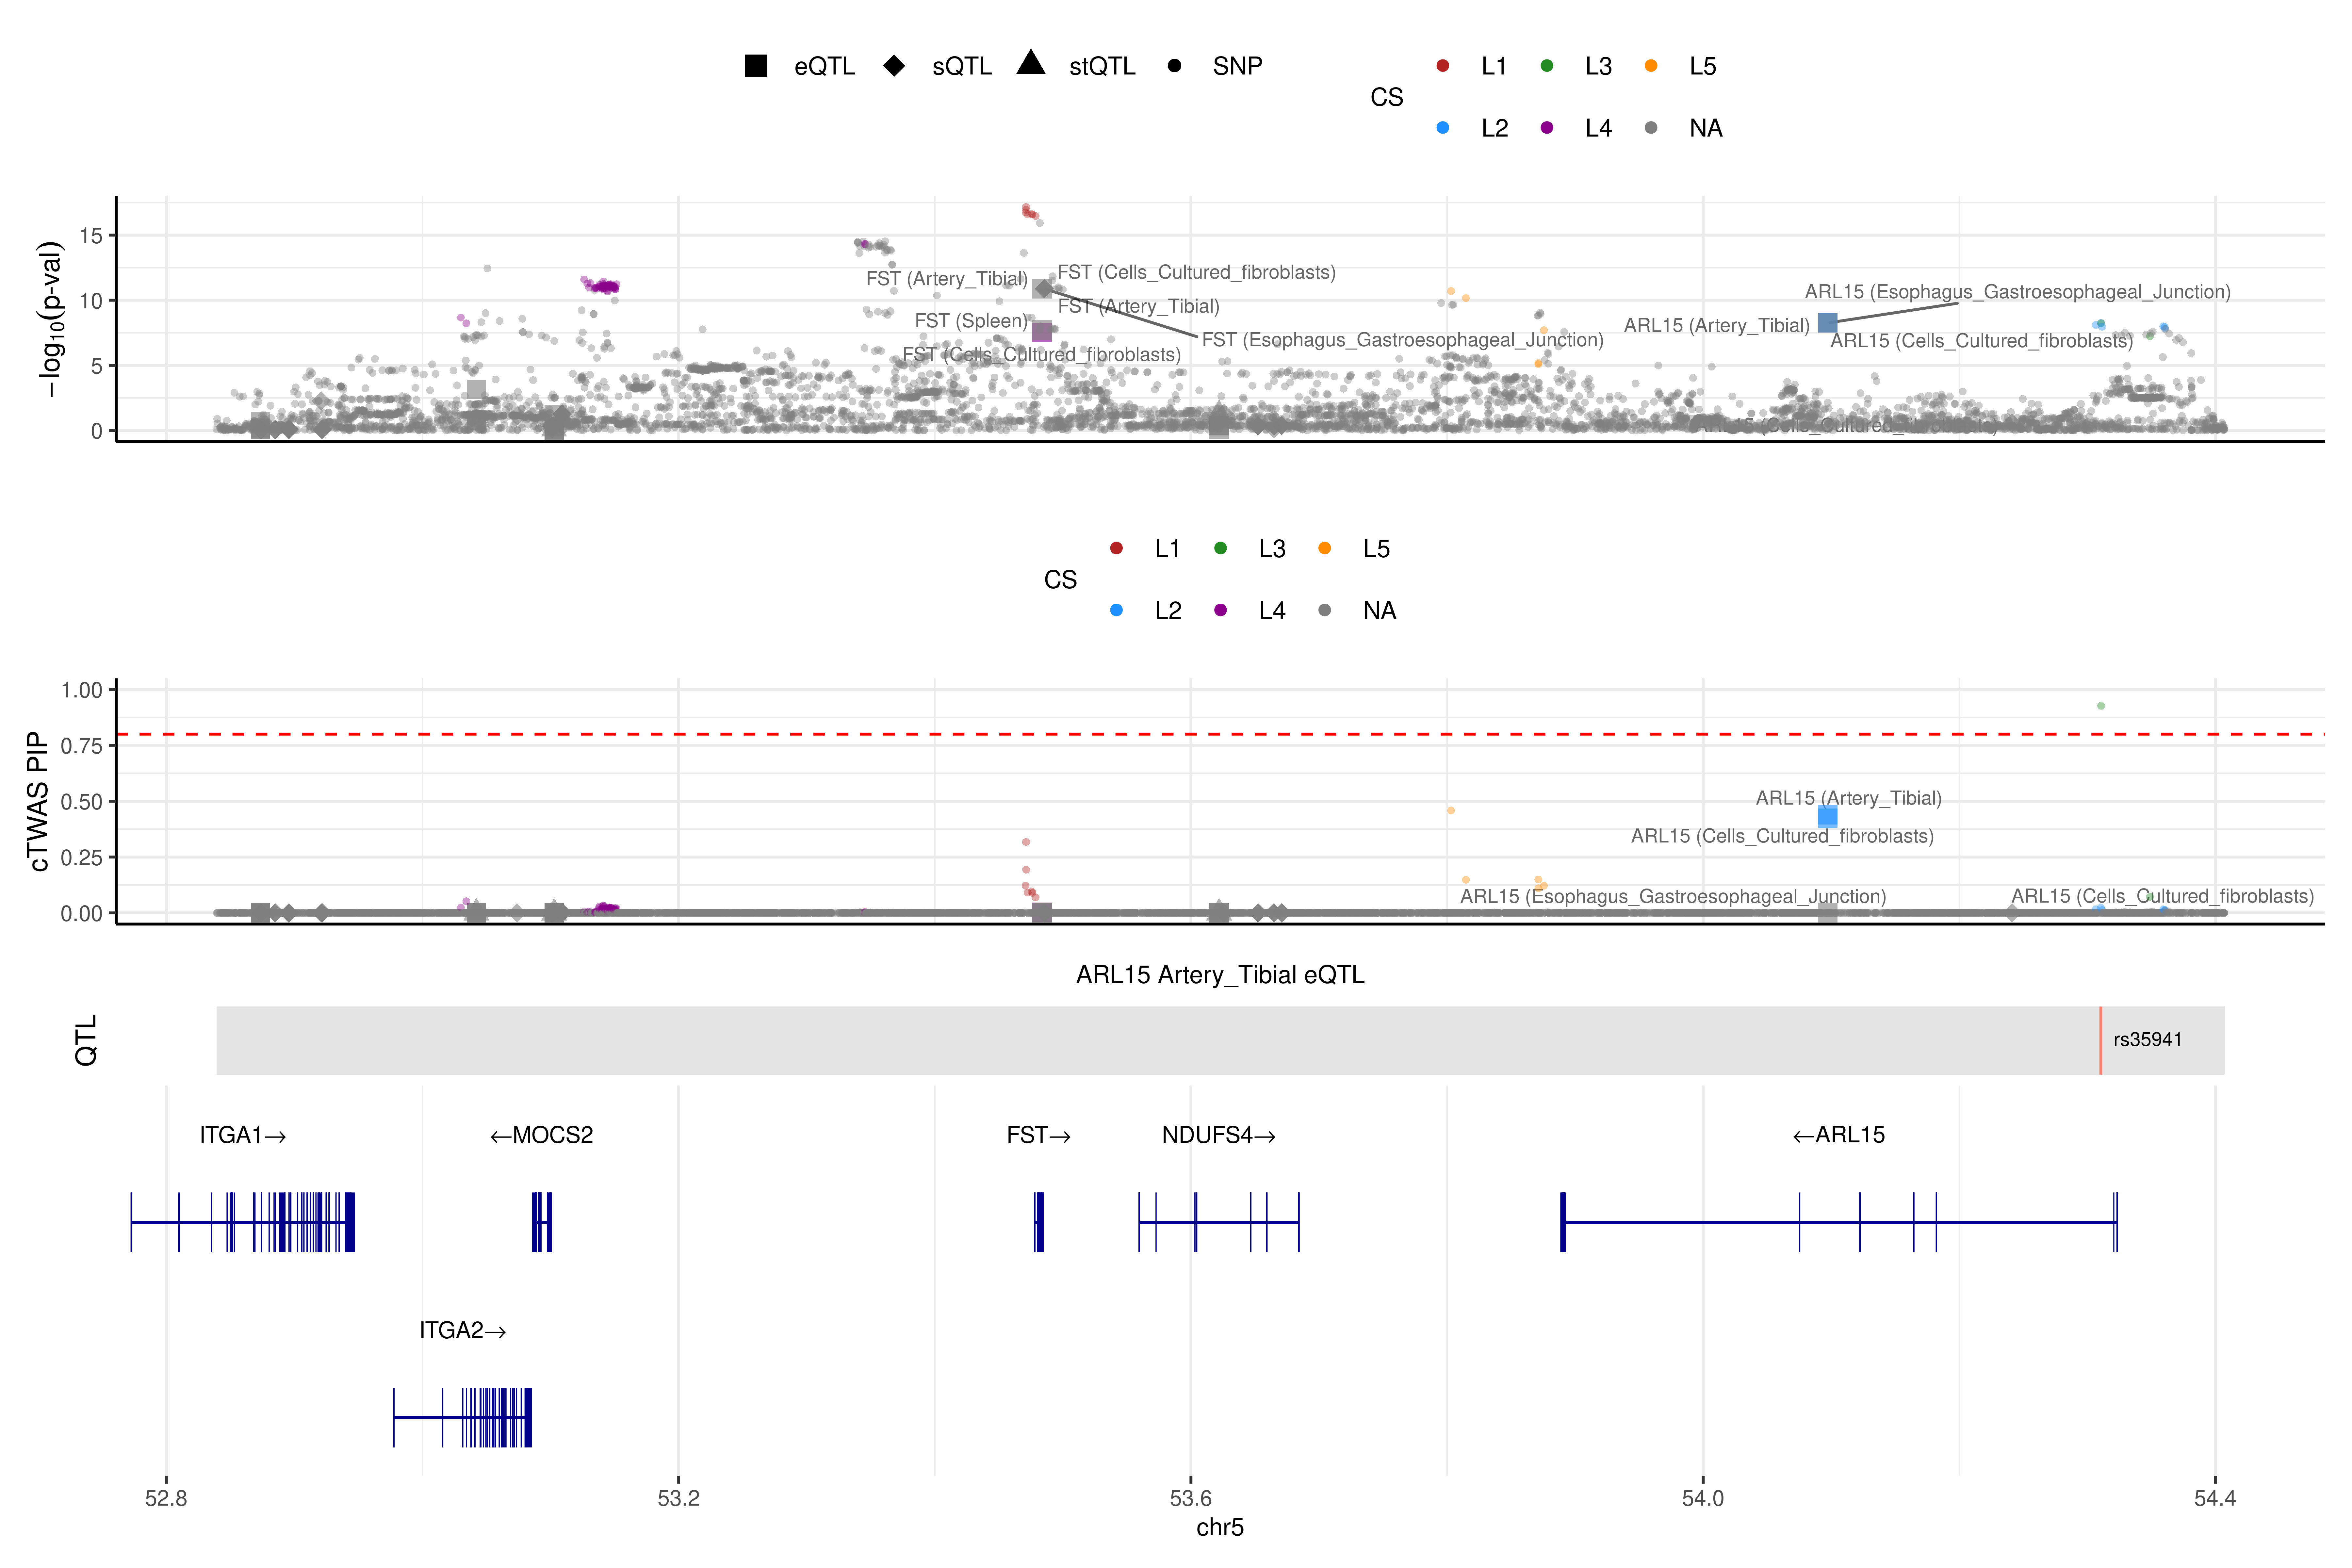 eQTL sQTL stQTL SNP
CS
L1 L3 L5
L2 L4 NA
−log10(p-val)
15
10
5
0
FST (Artery_Tibial)
FST (Cells_Cultured_fibroblasts)
FST (Artery_Tibial)
FST (Spleen)
FST (Esophagus_Gastroesophageal_Junction)
FST (Cells_Cultured_fibroblasts)
ARL15 (Esophagus_Gastroesophageal_Junction)
ARL15 (Artery_Tibial)
ARL15 (Cells_Cultured_fibroblasts)
ARL15 (Cells_Cultured_fibroblasts)
CS
L1 L3 L5
L2 L4 NA
cTWAS PIP
1.00
0.75
0.50
0.25
0.00
ARL15 (Artery_Tibial)
ARL15 (Cells_Cultured_fibroblasts)
ARL15 (Esophagus_Gastroesophageal_Junction)
ARL15 (Cells_Cultured_fibroblasts)
ARL15 Artery_Tibial eQTL
QTL
rs35941
ITGA1→ ←MOCS2 FST→ NDUFS4→ ←ARL15
ITGA2→
52.8 53.2 53.6 54.0 54.4
chr5